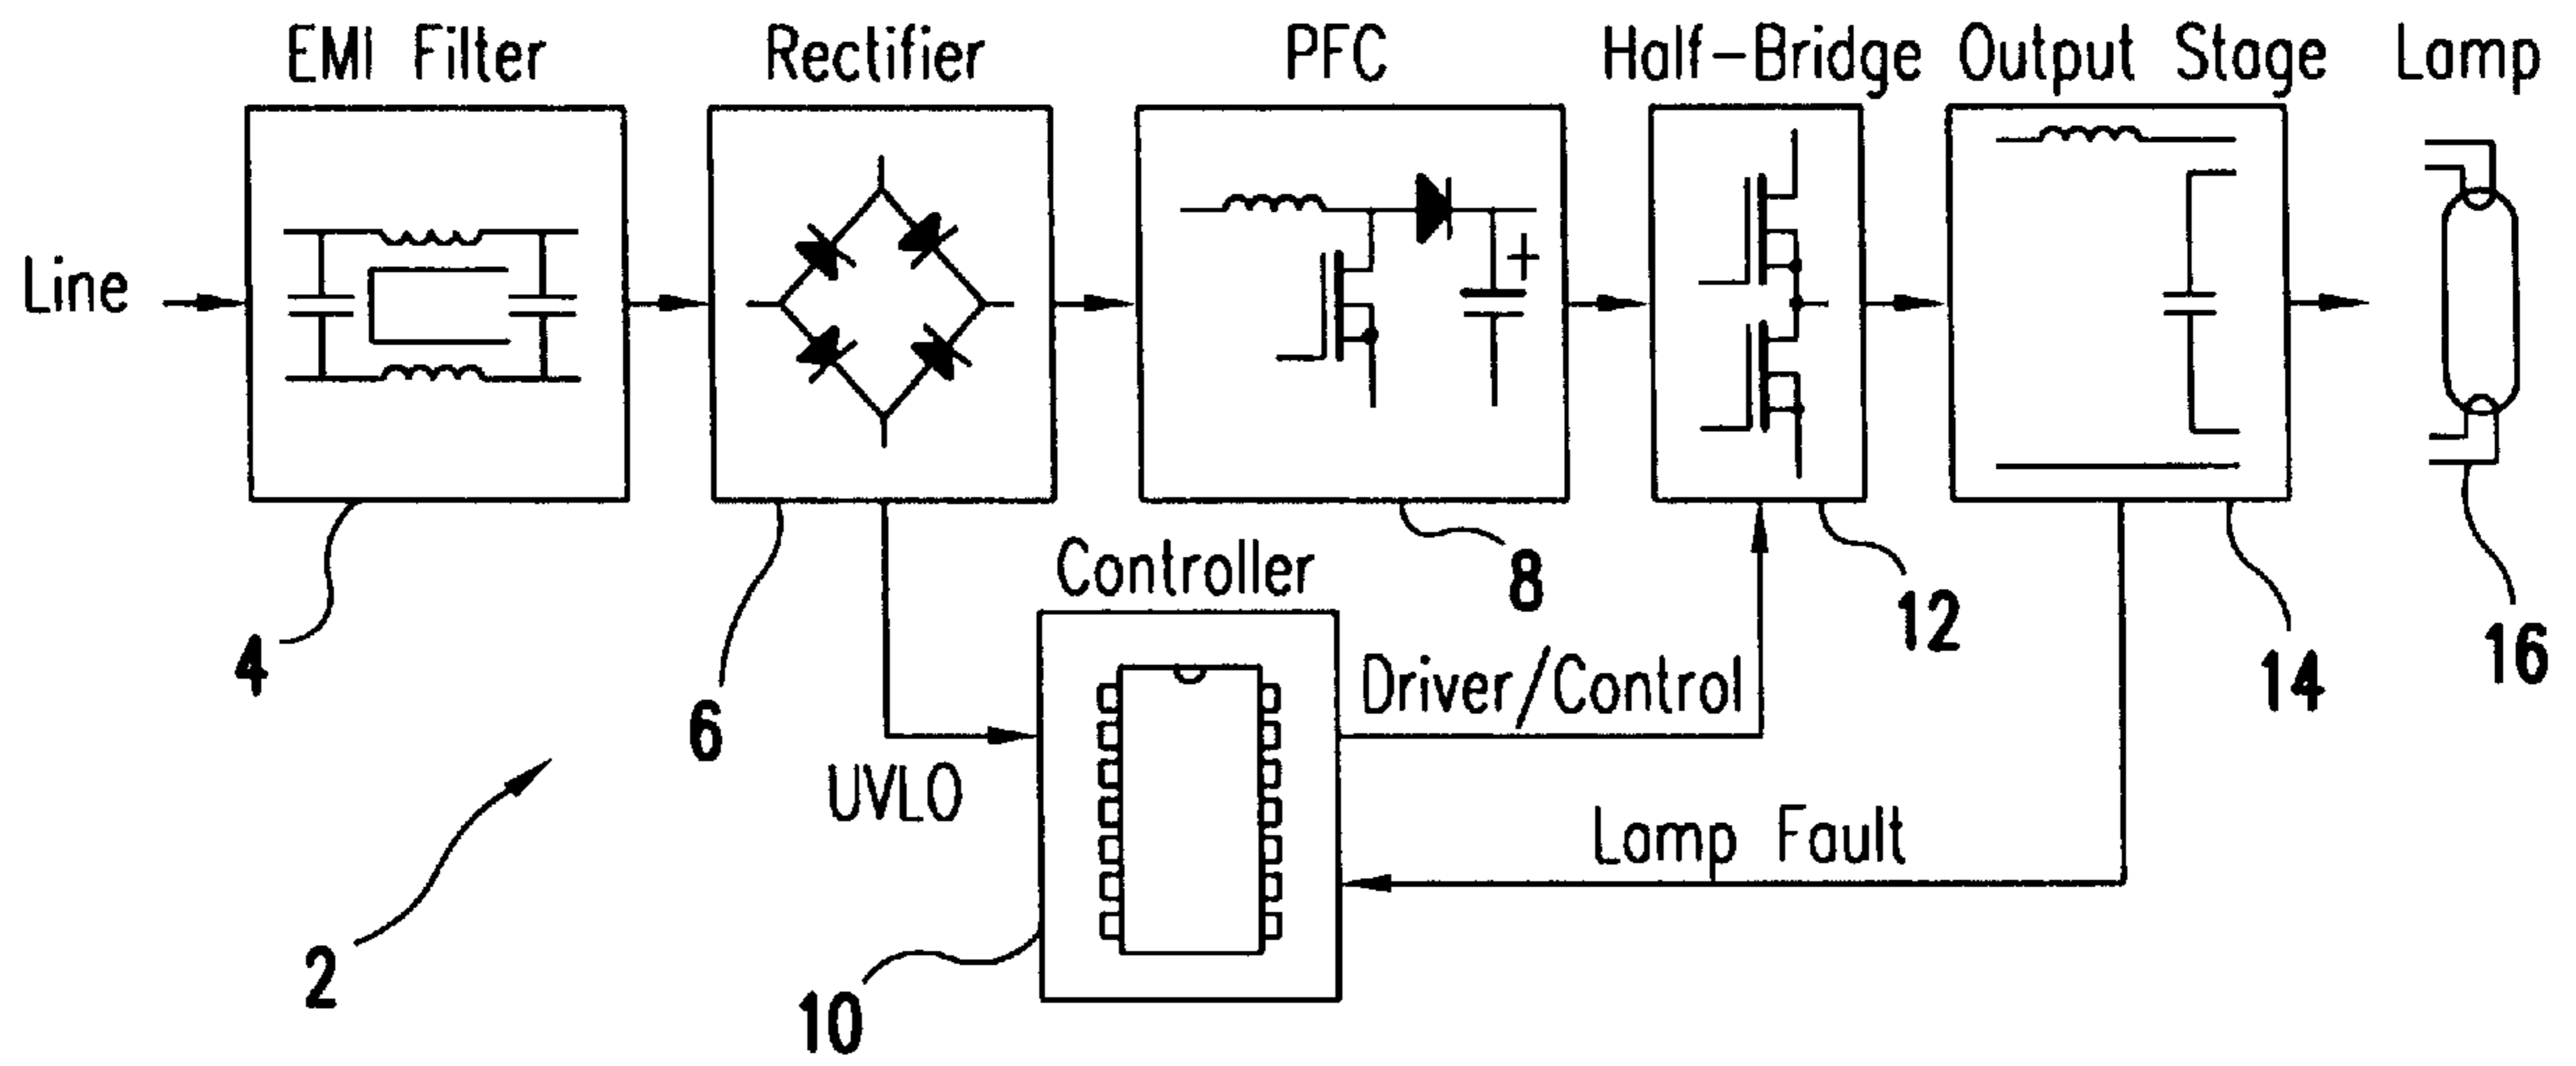 EMI Filter
Rectifier
PFC
Half-Bridge
Output Stage
Lamp
Line
+
Controller
4
6
8
12
14
16
Driver/Control
UVLO
Lamp Fault
2
10